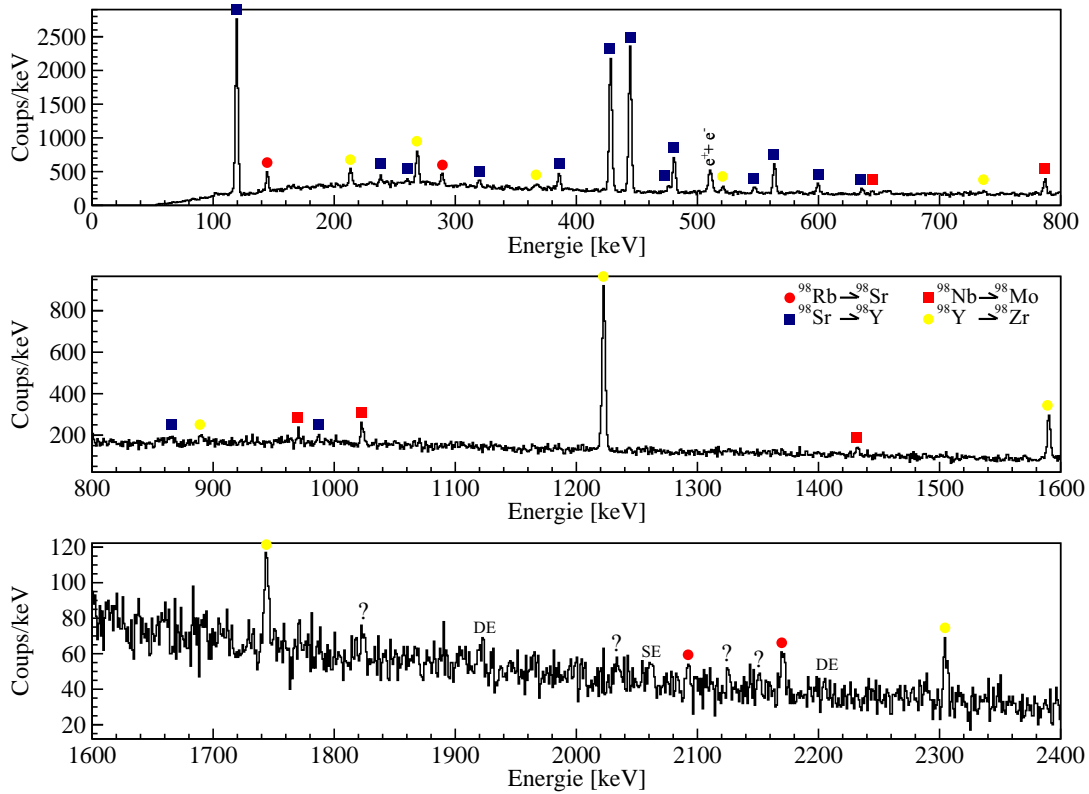 Coups/keV
2500
2000
1500
1000
500
0
e⁺+ e⁻
0 100 200 300 400 500 600 700 800
Energie [keV]
Coups/keV
800
600
400
200
⁹⁸Rb→⁹⁸Sr ⁹⁸Nb→⁹⁸Mo
⁹⁸Sr→⁹⁸Y ⁹⁸Y→⁹⁸Zr
800 900 1000 1100 1200 1300 1400 1500 1600
Energie [keV]
Coups/keV
120
100
80
60
40
20
? DE ? SE ? ? DE
1600 1700 1800 1900 2000 2100 2200 2300 2400
Energie [keV]